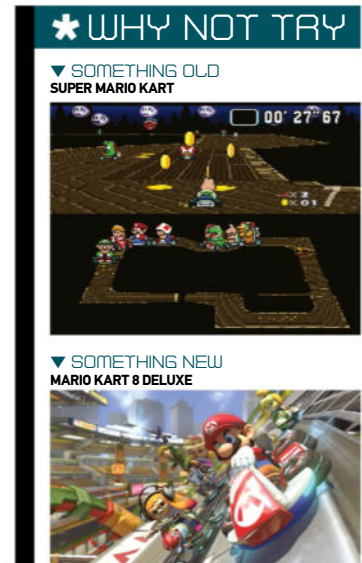 * WHY NOT TRY
▼ SOMETHING OLD
SUPER MARIO KART
00' 27"67
X 2
X 01
▼ SOMETHING NEW
MARIO KART 8 DELUXE
M